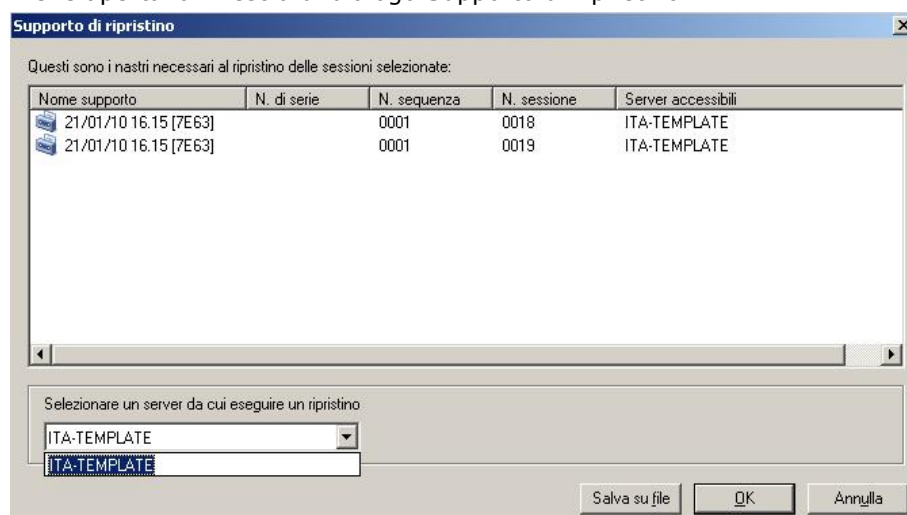 Supporto di ripristino
Questi sono i nastri necessari al ripristino delle sessioni selezionate:
Nome supporto N. di serie N. sequenza N. sessione Server accessibili
21/01/10 16.15 [7E63] 0001 0018 ITA-TEMPLATE
21/01/10 16.15 [7E63] 0001 0019 ITA-TEMPLATE
Selezionare un server da cui eseguire un ripristino
ITA-TEMPLATE
ITA-TEMPLATE
Salva su file OK Annulla